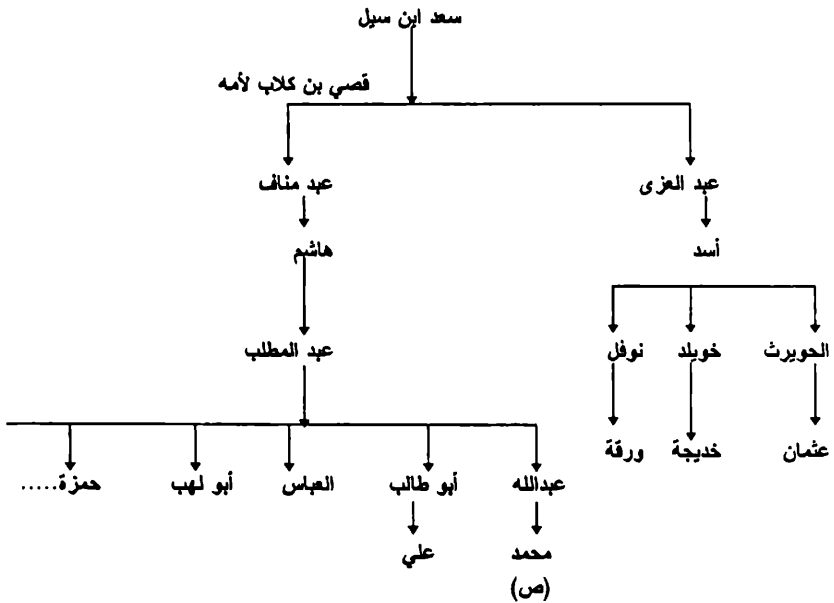 سعد ابن سيل
قصي بن كلاب لأمه
عبد العزى
عبد مناف
أسد
هاشم
الحويرث
خويلد
نوفل
عبد المطلب
عثمان
خديجة
ورقة
عبدالله
أبو طالب
العباس
أبو لهب
حمزة.....
محمد
(ص)
علي